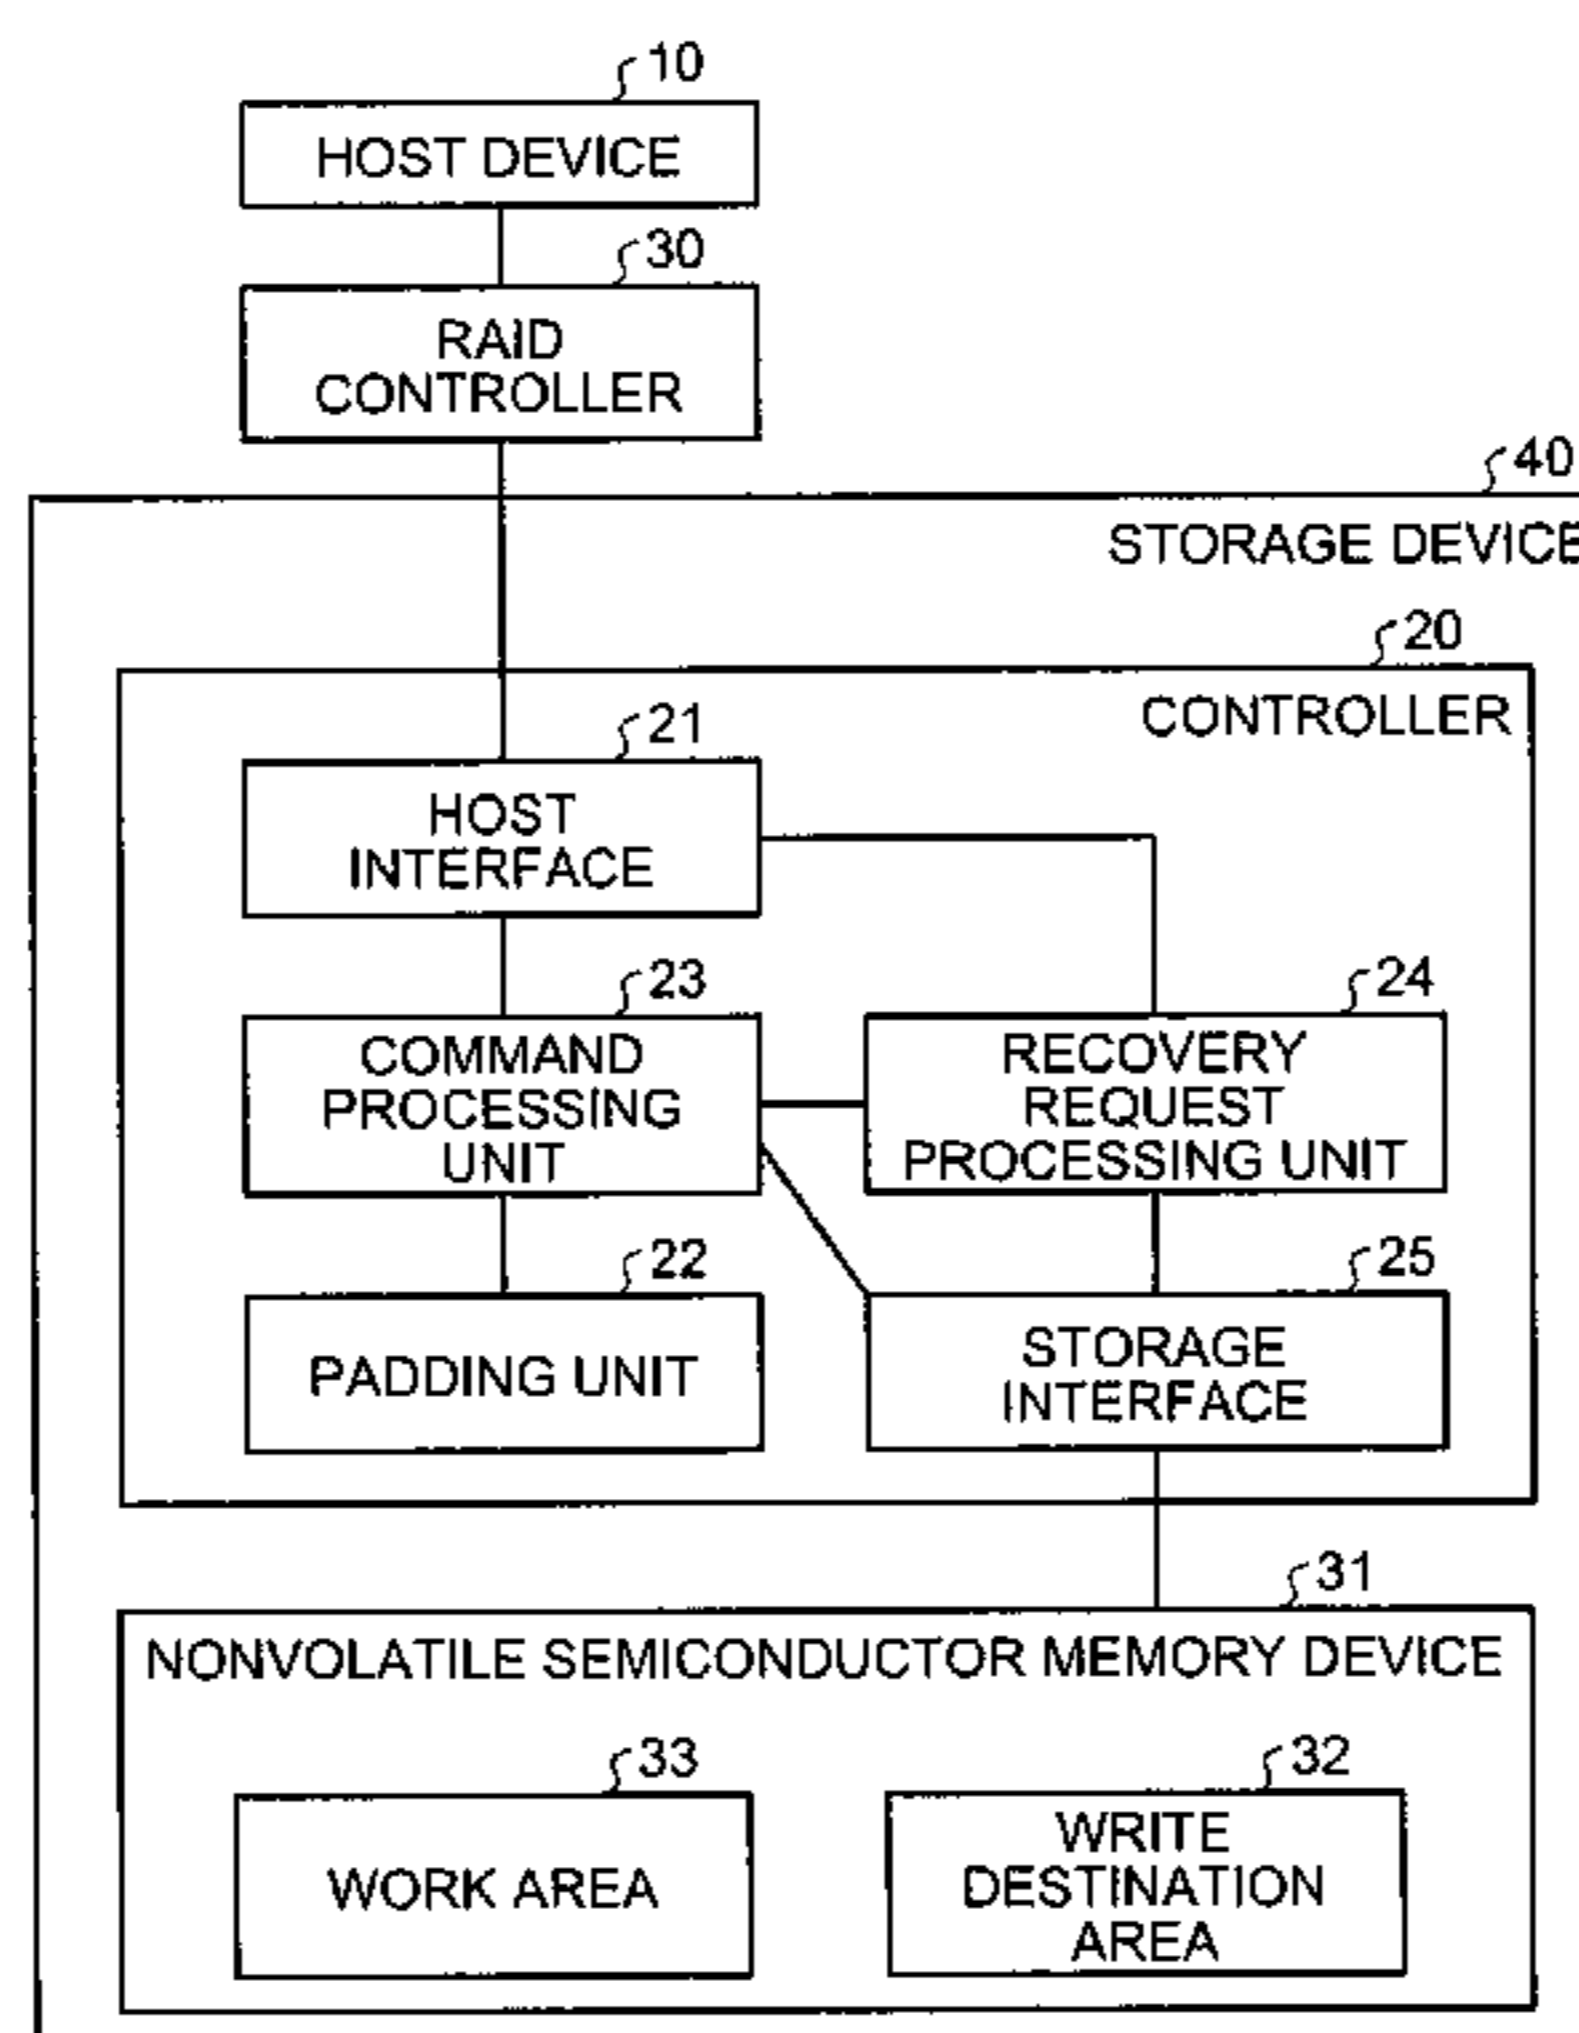 10
HOST DEVICE
30
RAID
CONTROLLER
40
STORAGE DEVICE
20
CONTROLLER
21
HOST
INTERFACE
23
COMMAND
PROCESSING
UNIT
24
RECOVERY
REQUEST
PROCESSING UNIT
22
PADDING UNIT
25
STORAGE
INTERFACE
31
NONVOLATILE SEMICONDUCTOR MEMORY DEVICE
33
WORK AREA
32
WRITE
DESTINATION
AREA